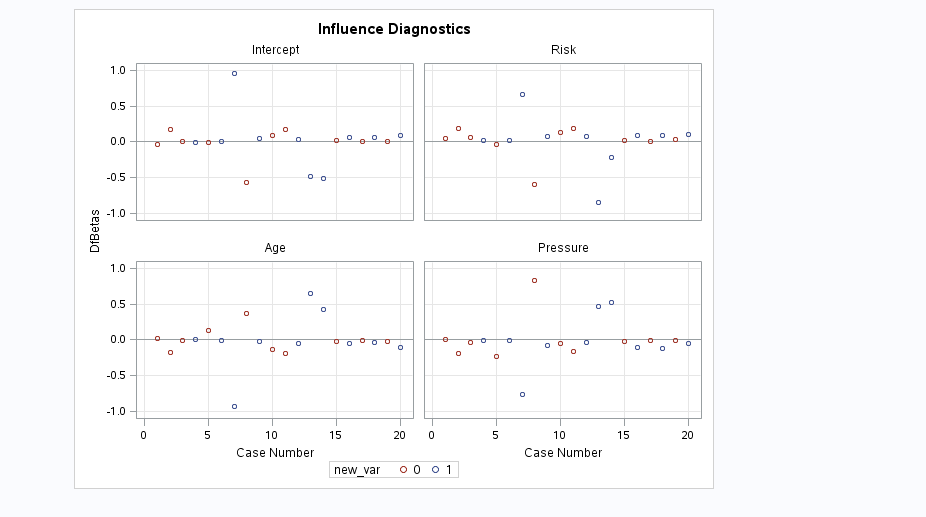 Influence Diagnostics
Intercept
Risk
1.0
0.5
0.0
-0.5
-1.0
DfBetas
Age
Pressure
1.0
0.5
0.0
-0.5
-1.0
0 5 10 15 20
0 5 10 15 20
Case Number
Case Number
new_var 0 1